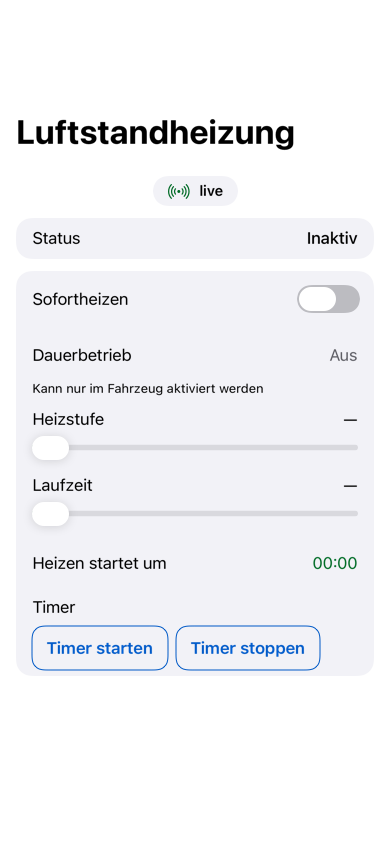 Luftstandheizung
live
Status Inaktiv
Sofortheizen
Dauerbetrieb Aus
Kann nur im Fahrzeug aktiviert werden
Heizstufe —
Laufzeit —
Heizen startet um 00:00
Timer
Timer starten Timer stoppen